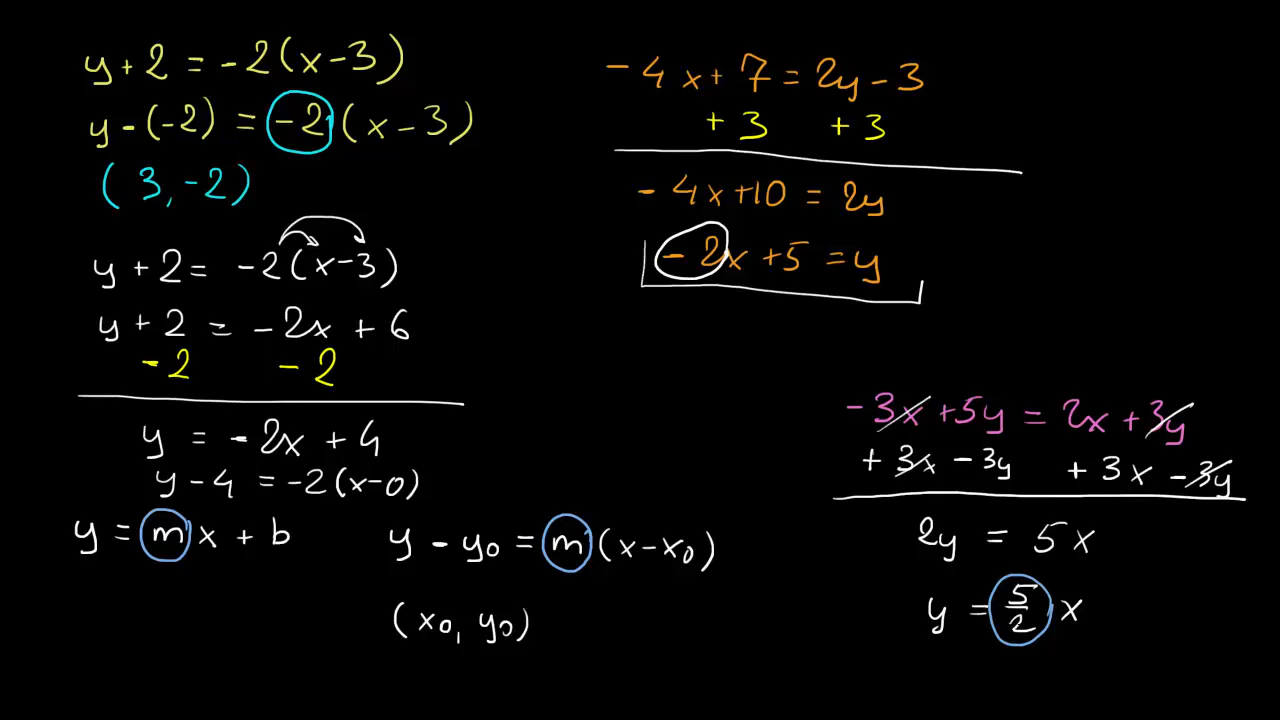 y + 2 = -2(x - 3)
y - (-2) = -2(x - 3)
(3, -2)
y + 2 = -2(x - 3)
y + 2 = -2x + 6
-2 -2
y = -2x + 4
y - 4 = -2(x - 0)
y = mx + b
y - y₀ = m(x - x₀)
(x₀, y₀)
-4x + 7 = 2y - 3
+ 3 + 3
-4x + 10 = 2y
-2x + 5 = y
-3x + 5y = 2x + 3y
+ 3x - 3y + 3x - 3y
2y = 5x
y = 5/2 x